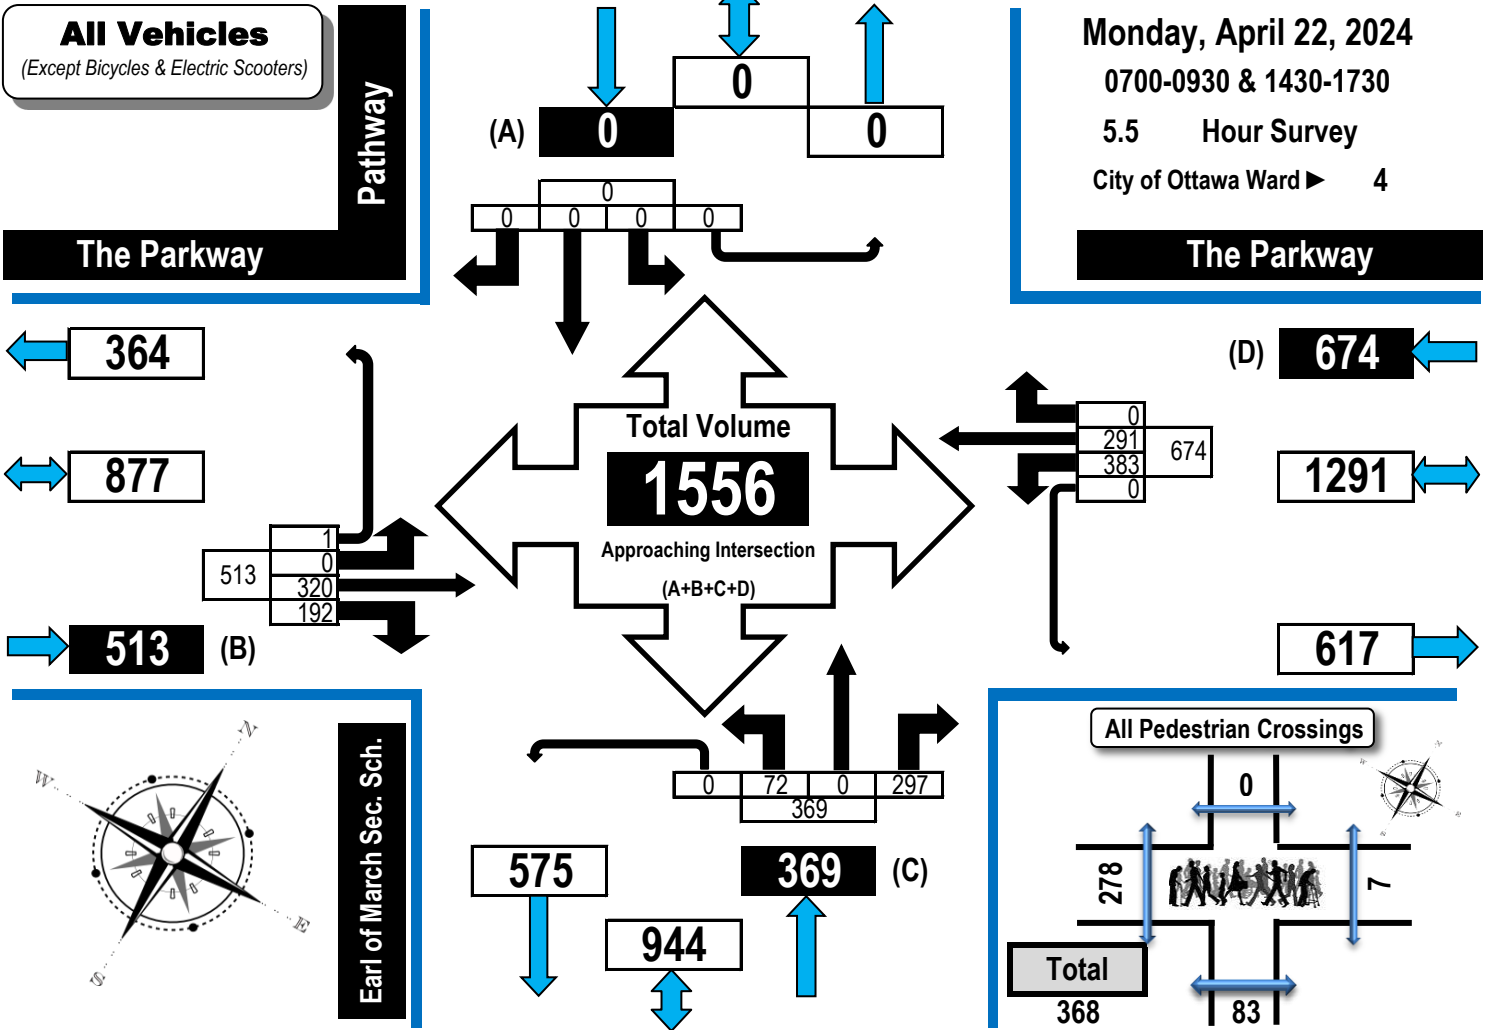 All Vehicles
(Except Bicycles & Electric Scooters)
Pathway
The Parkway
(A)
0
0
0
0
0
0
0
0
Monday, April 22, 2024
0700-0930 & 1430-1730
5.5 Hour Survey
City of Ottawa Ward ► 4
The Parkway
364
877
1
0
320
192
513
513
(B)
Total Volume
1556
Approaching Intersection
(A+B+C+D)
(D)
674
0
291
383
0
674
1291
617
N
W
E
S
Earl of March Sec. Sch.
0
72
0
297
369
575
369
(C)
944
All Pedestrian Crossings
0
278
7
Total
368
83